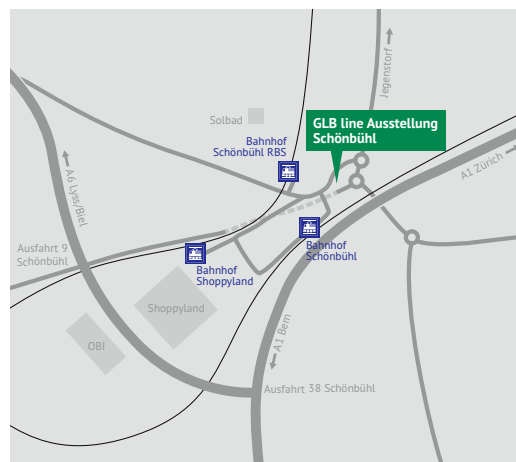 Jegenstorf
Solbad
GLB line Ausstellung
Schönbühl
Bahnhof
Schönbühl RBS
A1 Zürich
A6 Lyss/Biel
Ausfahrt 9
Schönbühl
Bahnhof
Schönbühl
Bahnhof
Shoppyland
Shoppyland
OBI
A1 Bern
Ausfahrt 38 Schönbühl